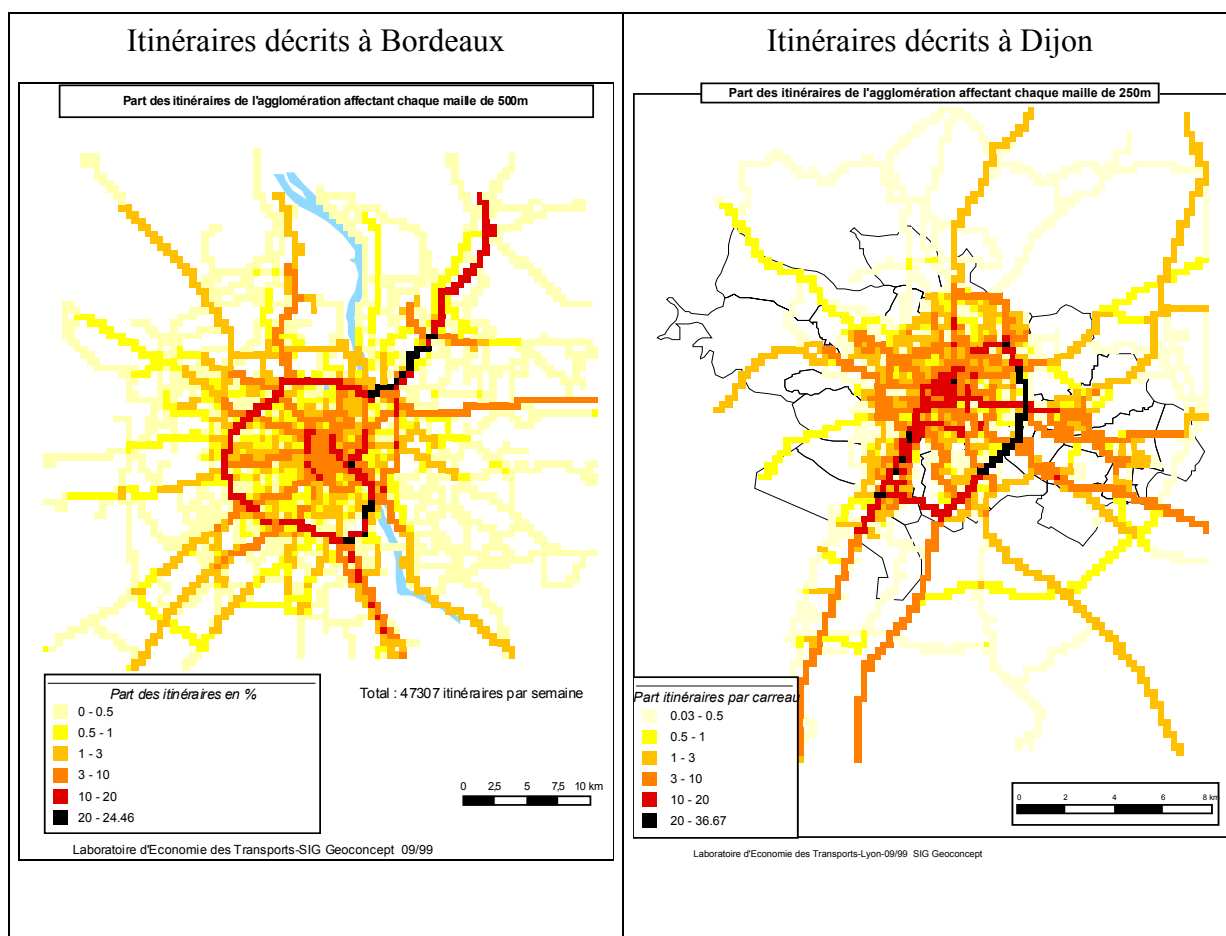 Itinéraires décrits à Bordeaux
Part des itinéraires de l'agglomération affectant chaque maille de 500m
Part des itinéraires en %
0 - 0.5
0.5 - 1
1 - 3
3 - 10
10 - 20
20 - 24.46
Total : 47307 itinéraires par semaine
0 2,5 5 7,5 10 km
Laboratoire d'Economie des Transports-SIG Geoconcept 09/99
Itinéraires décrits à Dijon
Part des itinéraires de l'agglomération affectant chaque maille de 250m
Part itinéraires par carreau
0.03 - 0.5
0.5 - 1
1 - 3
3 - 10
10 - 20
20 - 36.67
0 2 4 6 8 km
Laboratoire d'Economie des Transports-Lyon-09/99 SIG Geoconcept